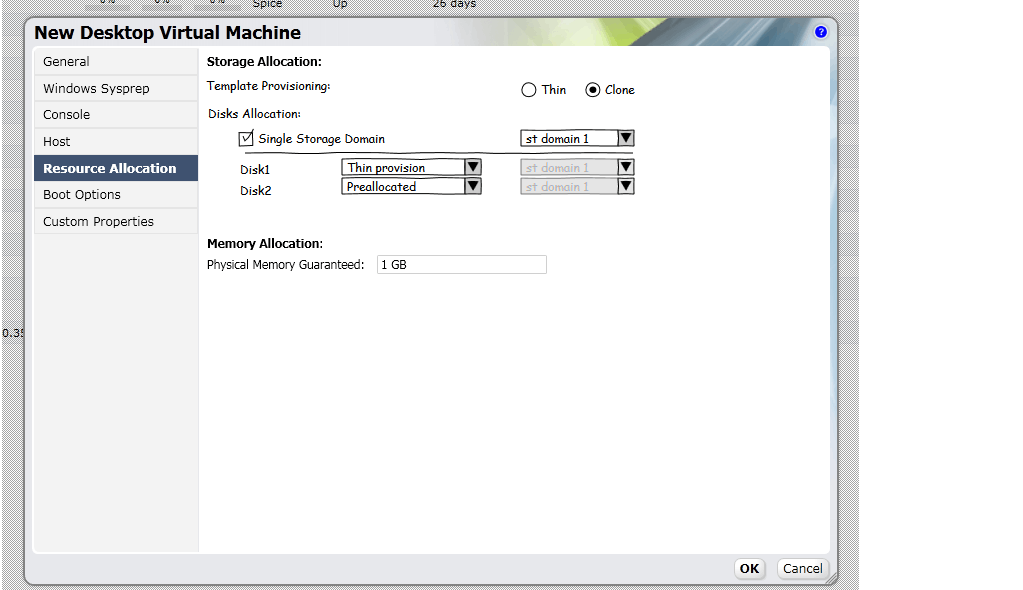 Spice Up 26 days
New Desktop Virtual Machine ?
General
Windows Sysprep
Console
Host
Resource Allocation
Boot Options
Custom Properties
Storage Allocation:
Template Provisioning: Thin Clone
Disks Allocation:
Single Storage Domain st domain 1
Disk1 Thin provision st domain 1
Disk2 Preallocated st domain 1
Memory Allocation:
Physical Memory Guaranteed: 1 GB
OK Cancel